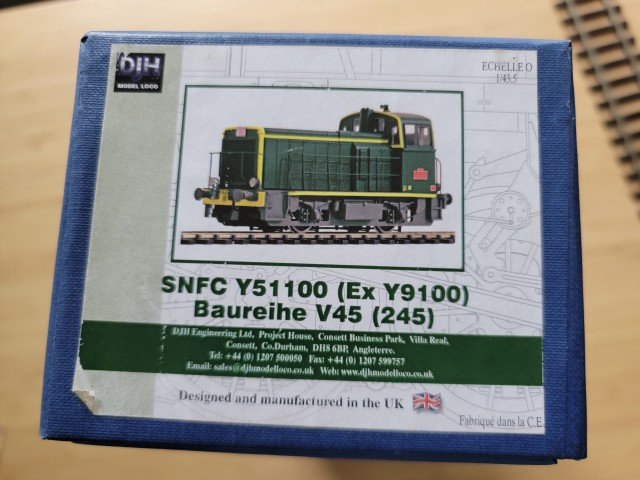 DJH
MODEL LOCO
ECHELLE O
1/43.5
SNFC Y51100 (Ex Y9100)
Baureihe V45 (245)
DJH Engineering Ltd, Project House, Consett Business Park, Villa Real,
Consett, Co.Durham, DH8 6BP, Angleterre.
Tel: +44 (0) 1207 500050 Fax: +44 (0) 1207 599757
Email: sales@djhmodelloco.co.uk Web: www.djhmodelloco.co.uk
Designed and manufactured in the UK
Fabriqué dans la C.E.